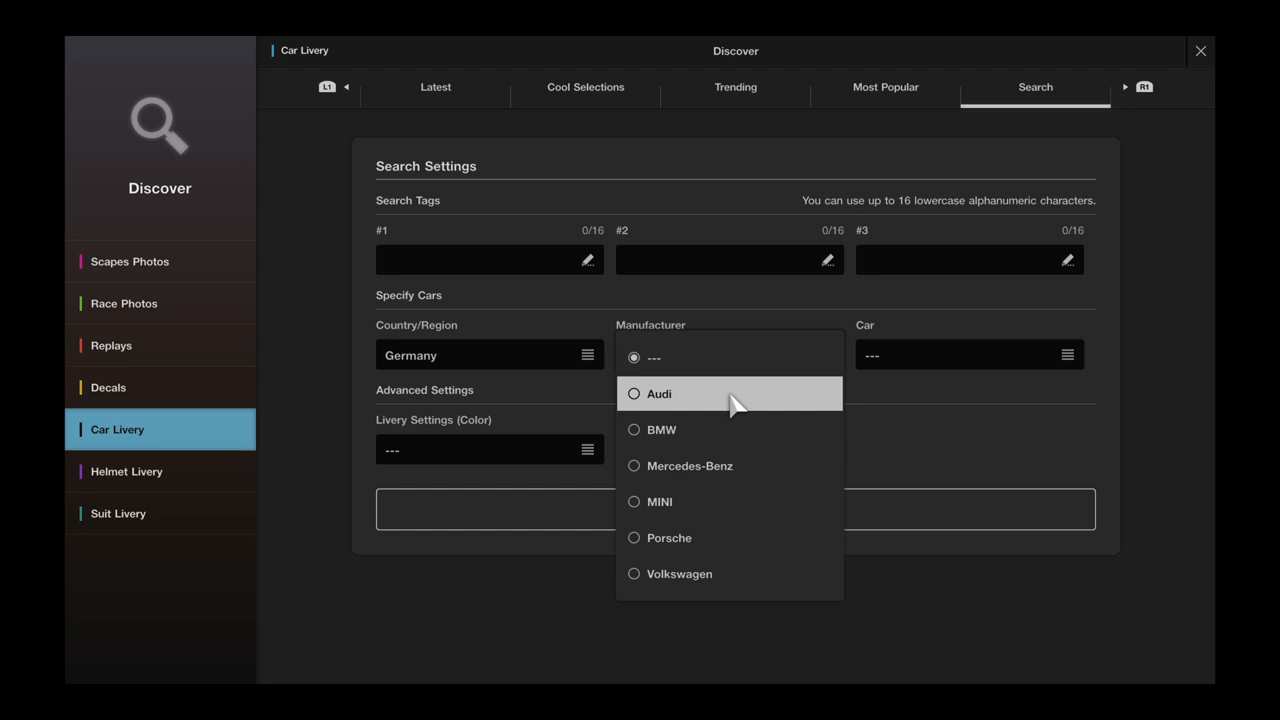 Car Livery
Discover
L1
Latest
Cool Selections
Trending
Most Popular
Search
R1
Discover
Scapes Photos
Race Photos
Replays
Decals
Car Livery
Helmet Livery
Suit Livery
Search Settings
Search Tags
You can use up to 16 lowercase alphanumeric characters.
#1 0/16
#2 0/16
#3 0/16
Specify Cars
Country/Region
Manufacturer
Car
Germany
---
Audi
BMW
Mercedes-Benz
MINI
Porsche
Volkswagen
---
Advanced Settings
Livery Settings (Color)
---